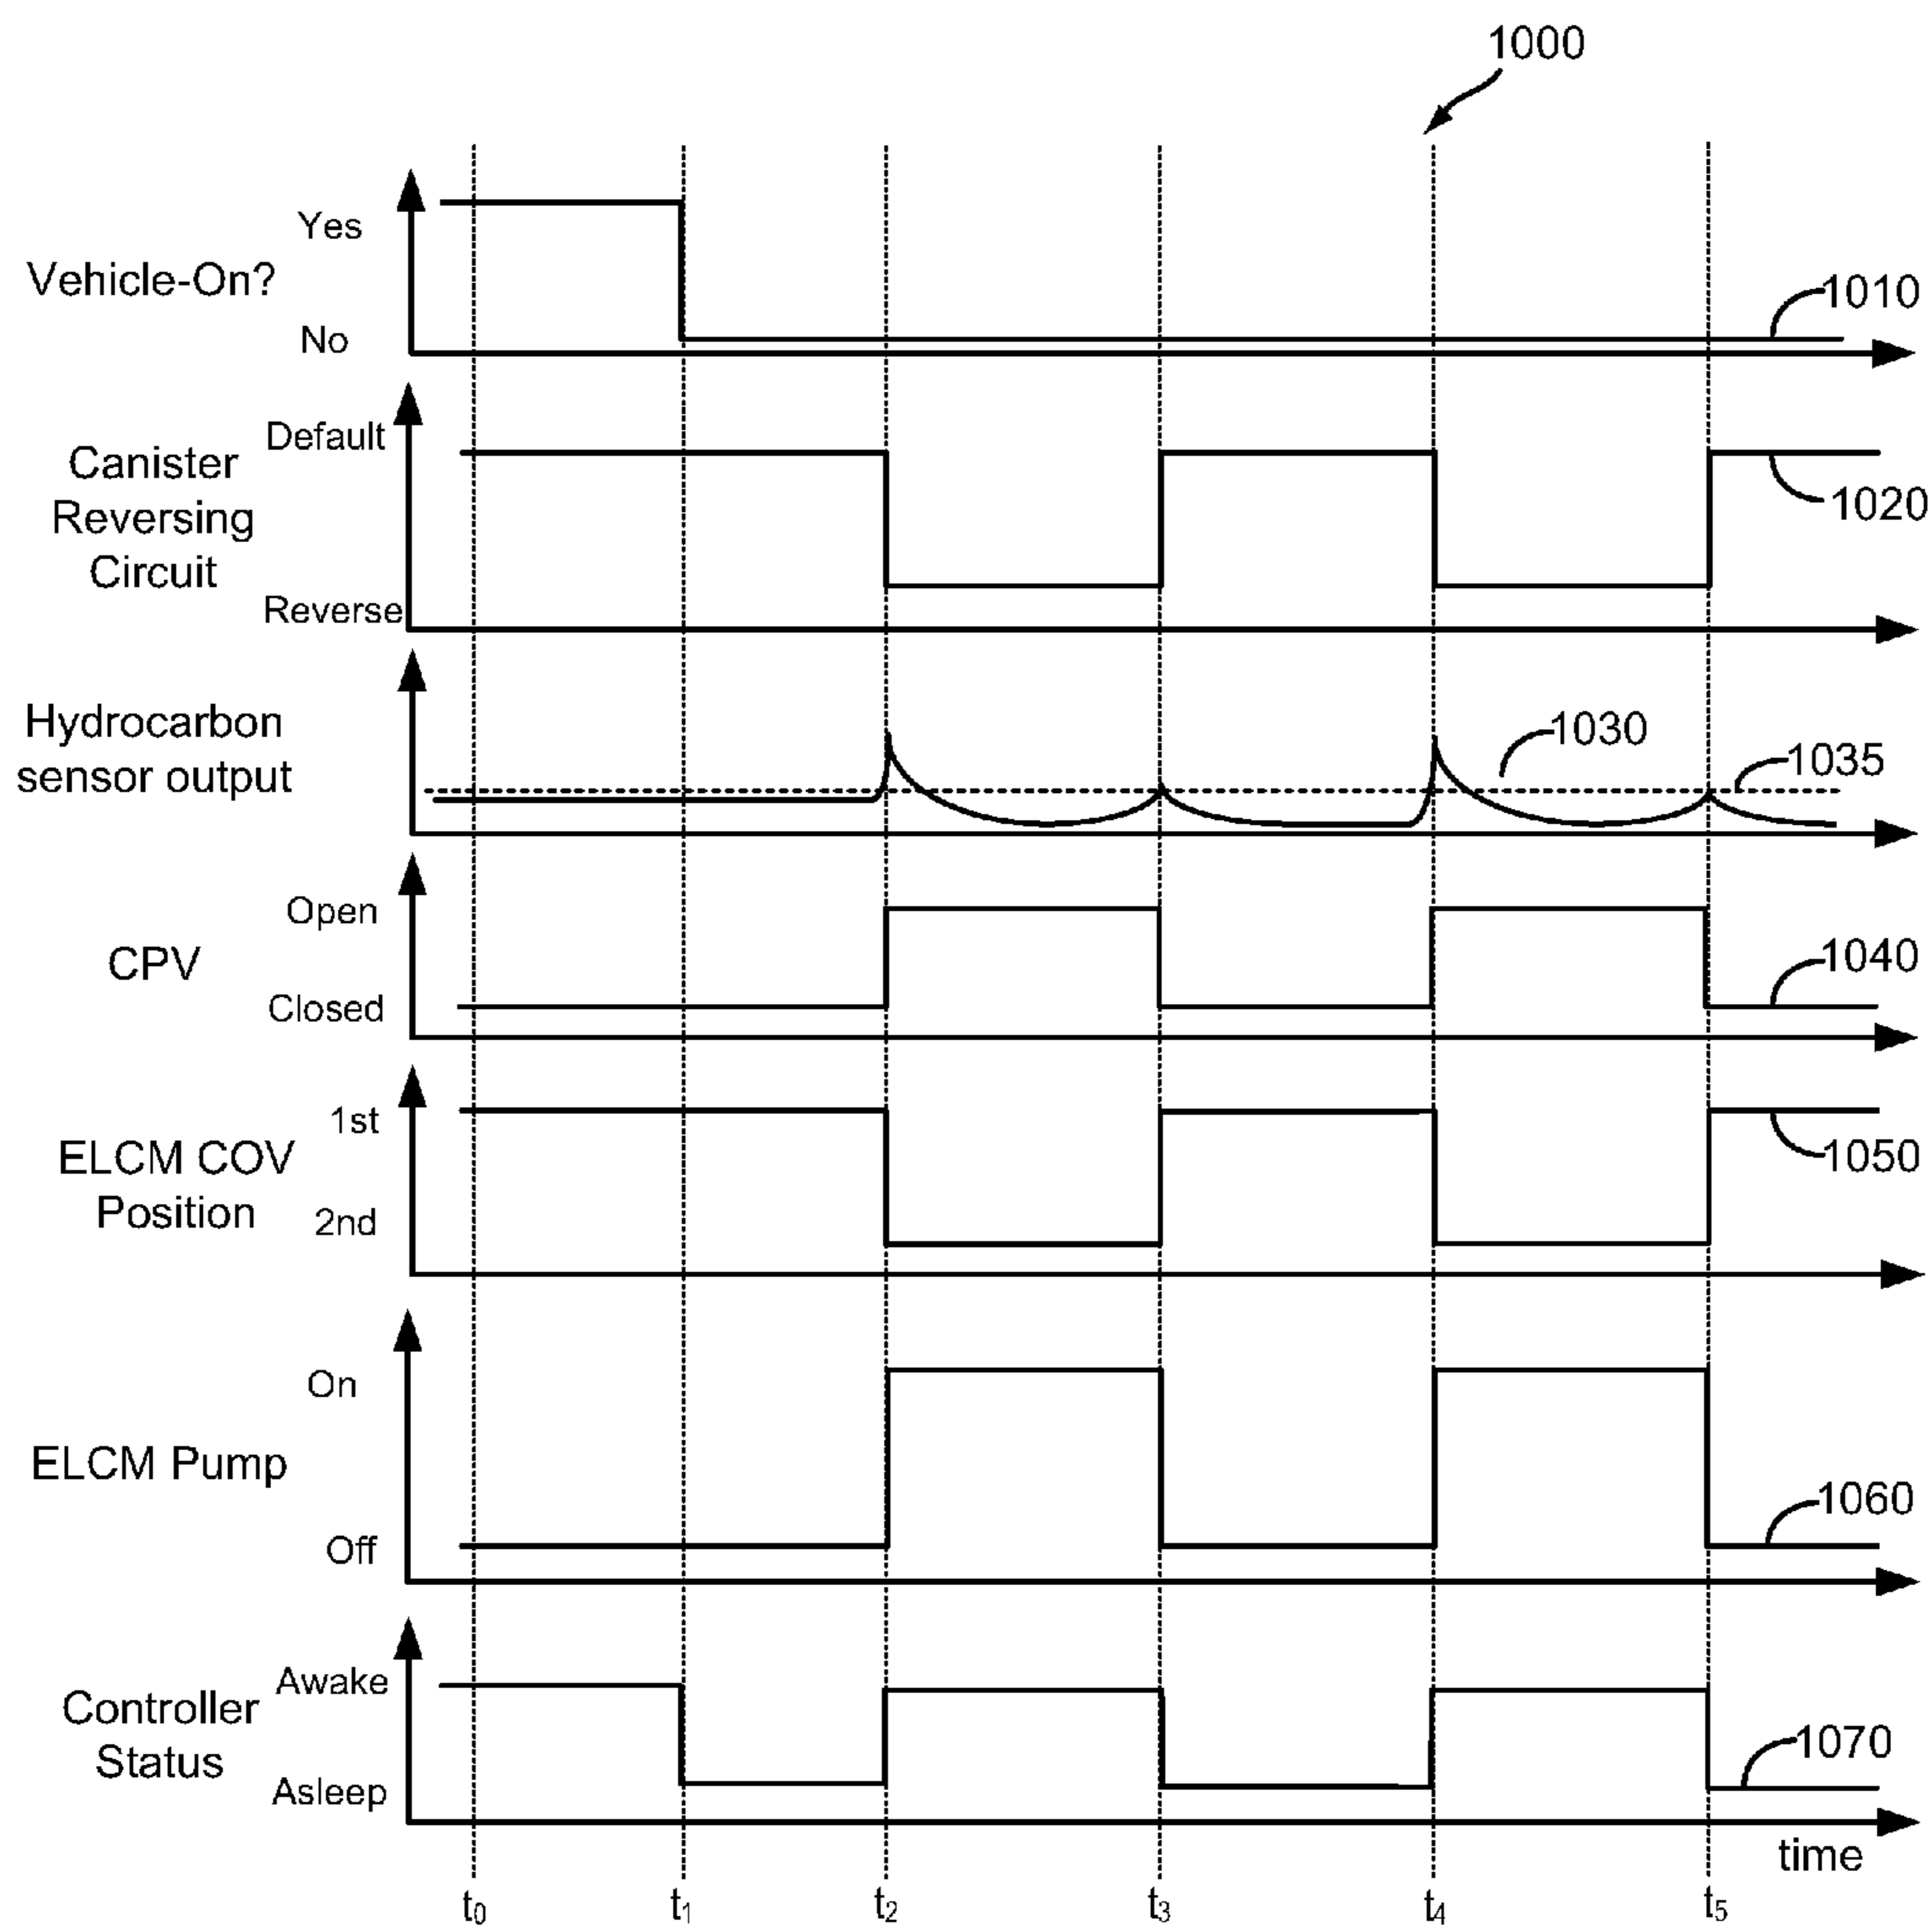 1000
Yes
Vehicle-On?
No
1010
Default
Canister
Reversing
Circuit
Reverse
1020
Hydrocarbon
sensor output
1030
1035
Open
CPV
Closed
1040
1st
ELCM COV
Position
2nd
1050
On
ELCM Pump
Off
1060
Awake
Controller
Status
Asleep
1070
time
t0 t1 t2 t3 t4 t5